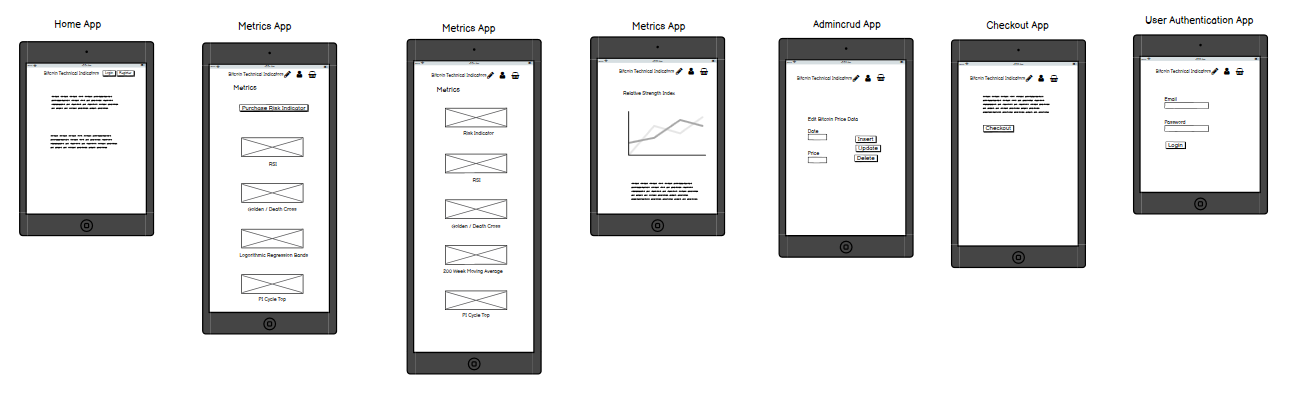 Home App
Bitcoin Technical Indicators
Login
Register
Metrics App
Bitcoin Technical Indicators
Metrics
Purchase Risk Indicator
RSI
Golden / Death Cross
Logarithmic Regression Bands
PI Cycle Top
Metrics App
Bitcoin Technical Indicators
Metrics
Risk Indicator
RSI
Golden / Death Cross
200 Week Moving Average
PI Cycle Top
Metrics App
Bitcoin Technical Indicators
Relative Strength Index
Admincrud App
Bitcoin Technical Indicators
Edit Bitcoin Price Data
Date
Insert
Update
Price
Delete
Checkout App
Bitcoin Technical Indicators
Checkout
User Authentication App
Bitcoin Technical Indicators
Email
Password
Login